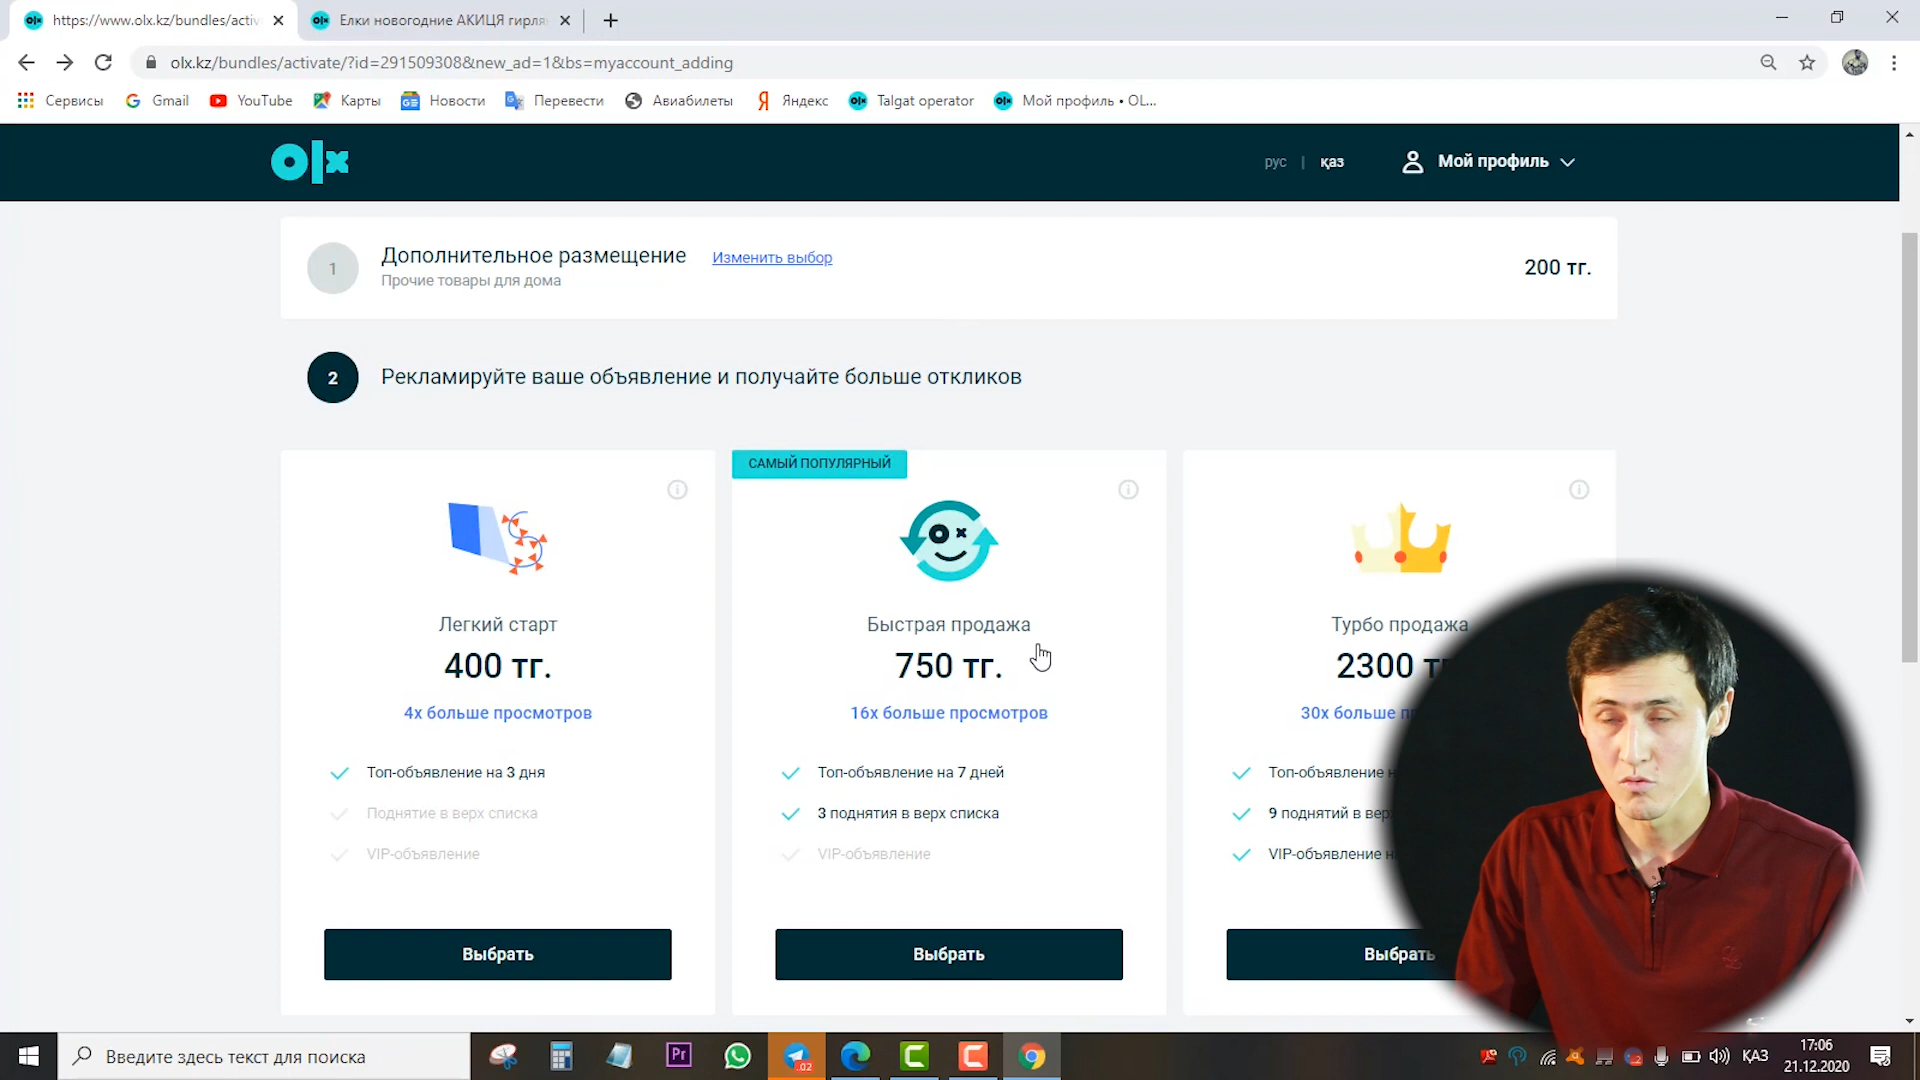 https://www.olx.kz/bundles/activ
Елки новогодние АКИЦЯ гирля
olx.kz/bundles/activate/?id=291509308&new_ad=1&bs=myaccount_adding
Сервисы
Gmail
YouTube
Карты
Новости
Перевести
Авиабилеты
Яндекс
Talgat operator
Мой профиль • OL...
olx
рус | қаз
Мой профиль
1
Дополнительное размещение
Изменить выбор
Прочие товары для дома
200 тг.
2
Рекламируйте ваше объявление и получайте больше откликов
Легкий старт
400 тг.
4x больше просмотров
Топ-объявление на 3 дня
Поднятие в верх списка
VIP-объявление
Выбрать
САМЫЙ ПОПУЛЯРНЫЙ
Быстрая продажа
750 тг.
16x больше просмотров
Топ-объявление на 7 дней
3 поднятия в верх списка
VIP-объявление
Выбрать
Турбо продажа
2300 т
30x больше
Топ-объявление
9 поднятий в вер
VIP-объявление
Выбрать
Введите здесь текст для поиска
Pr
.02
ҚАЗ
17:06
21.12.2020